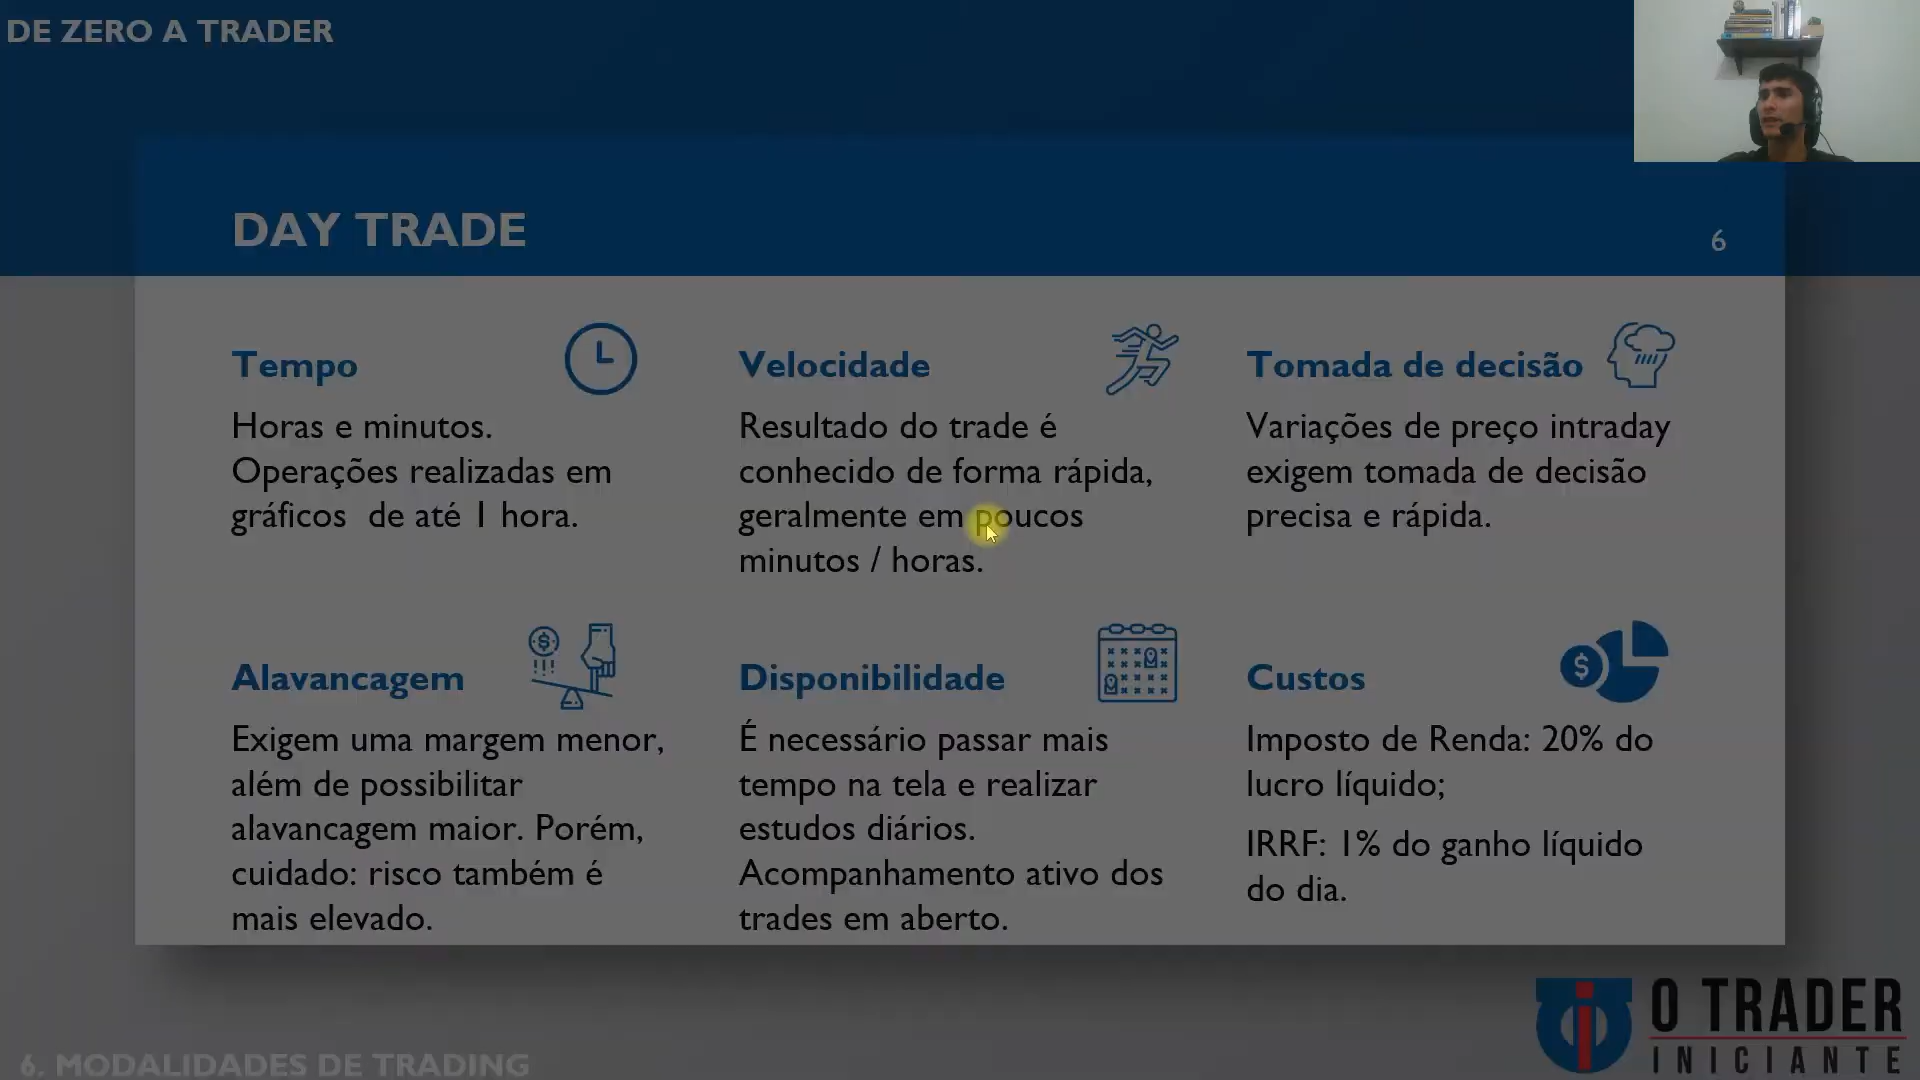 DE ZERO A TRADER
DAY TRADE
6
Tempo
Horas e minutos.
Operações realizadas em
gráficos de até 1 hora.
Velocidade
Resultado do trade é
conhecido de forma rápida,
geralmente em poucos
minutos / horas.
Tomada de decisão
Variações de preço intraday
exigem tomada de decisão
precisa e rápida.
Alavancagem
Exigem uma margem menor,
além de possibilitar
alavancagem maior. Porém,
cuidado: risco também é
mais elevado.
Disponibilidade
É necessário passar mais
tempo na tela e realizar
estudos diários.
Acompanhamento ativo dos
trades em aberto.
Custos
Imposto de Renda: 20% do
lucro líquido;
IRRF: 1% do ganho líquido
do dia.
6. MODALIDADES DE TRADING
O TRADER
INICIANTE